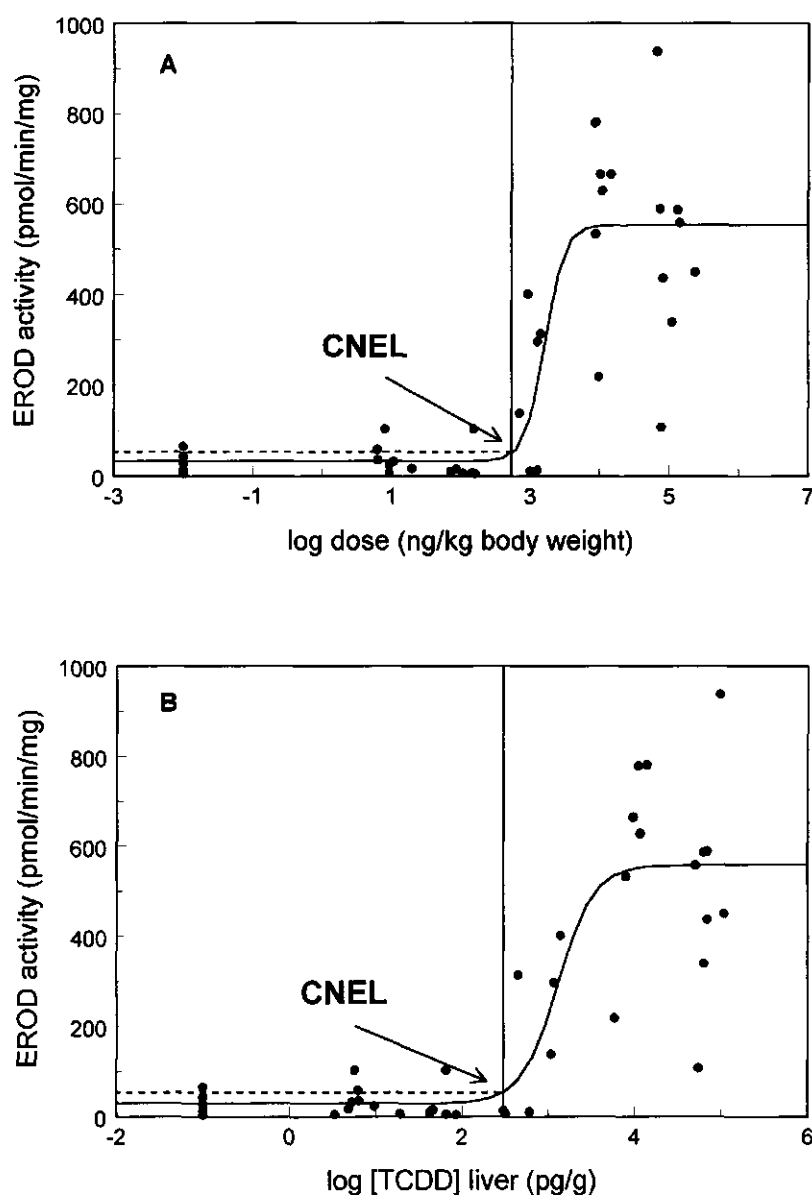 1000
A
800
600
400
CNEL
200
0
-3 -1 1 3 5 7
EROD activity (pmol/min/mg)
log dose (ng/kg body weight)
1000
B
800
600
400
CNEL
200
0
-2 0 2 4 6
EROD activity (pmol/min/mg)
log [TCDD] liver (pg/g)